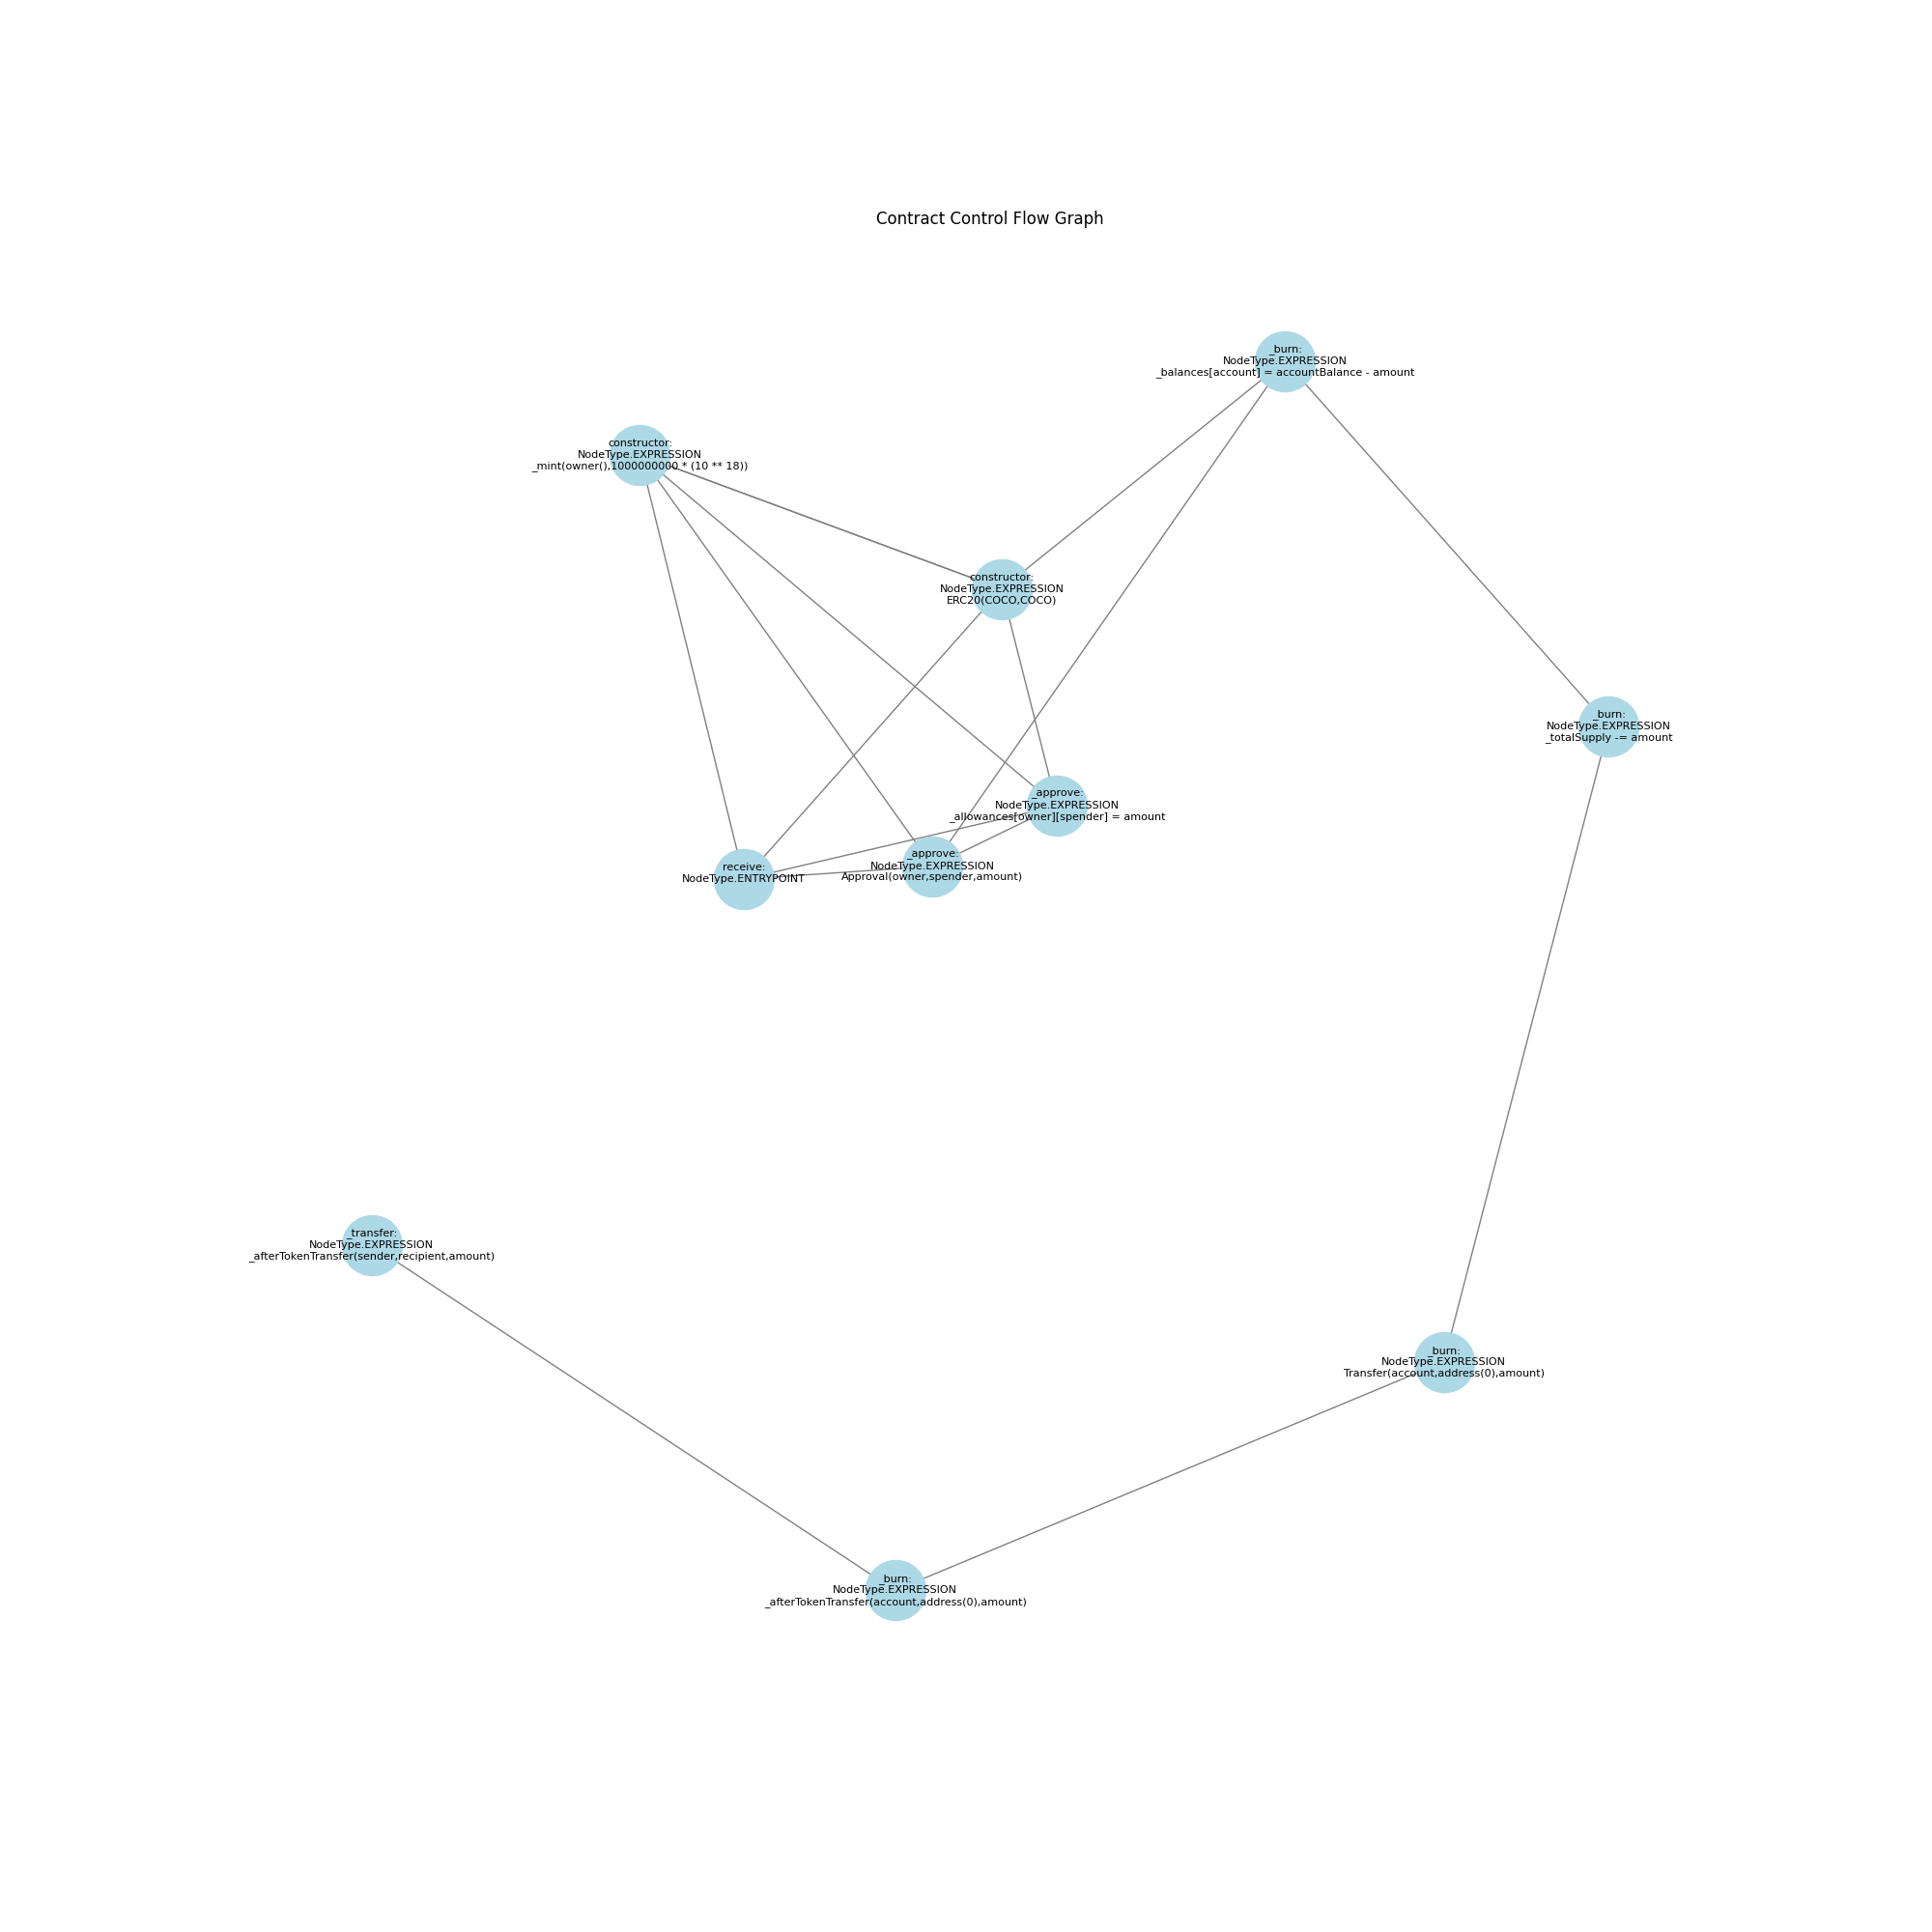 Contract Control Flow Graph
_burn:
NodeType.EXPRESSION
_balances[account] = accountBalance - amount
constructor:
NodeType.EXPRESSION
_mint(owner(),1000000000 * (10 ** 18))
constructor:
NodeType.EXPRESSION
ERC20(COCO,COCO)
_burn:
NodeType.EXPRESSION
_totalSupply -= amount
_approve:
NodeType.EXPRESSION
_allowances[owner][spender] = amount
_approve:
NodeType.EXPRESSION
Approval(owner,spender,amount)
receive:
NodeType.ENTRYPOINT
_transfer:
NodeType.EXPRESSION
_afterTokenTransfer(sender,recipient,amount)
_burn:
NodeType.EXPRESSION
Transfer(account,address(0),amount)
_burn:
NodeType.EXPRESSION
_afterTokenTransfer(account,address(0),amount)